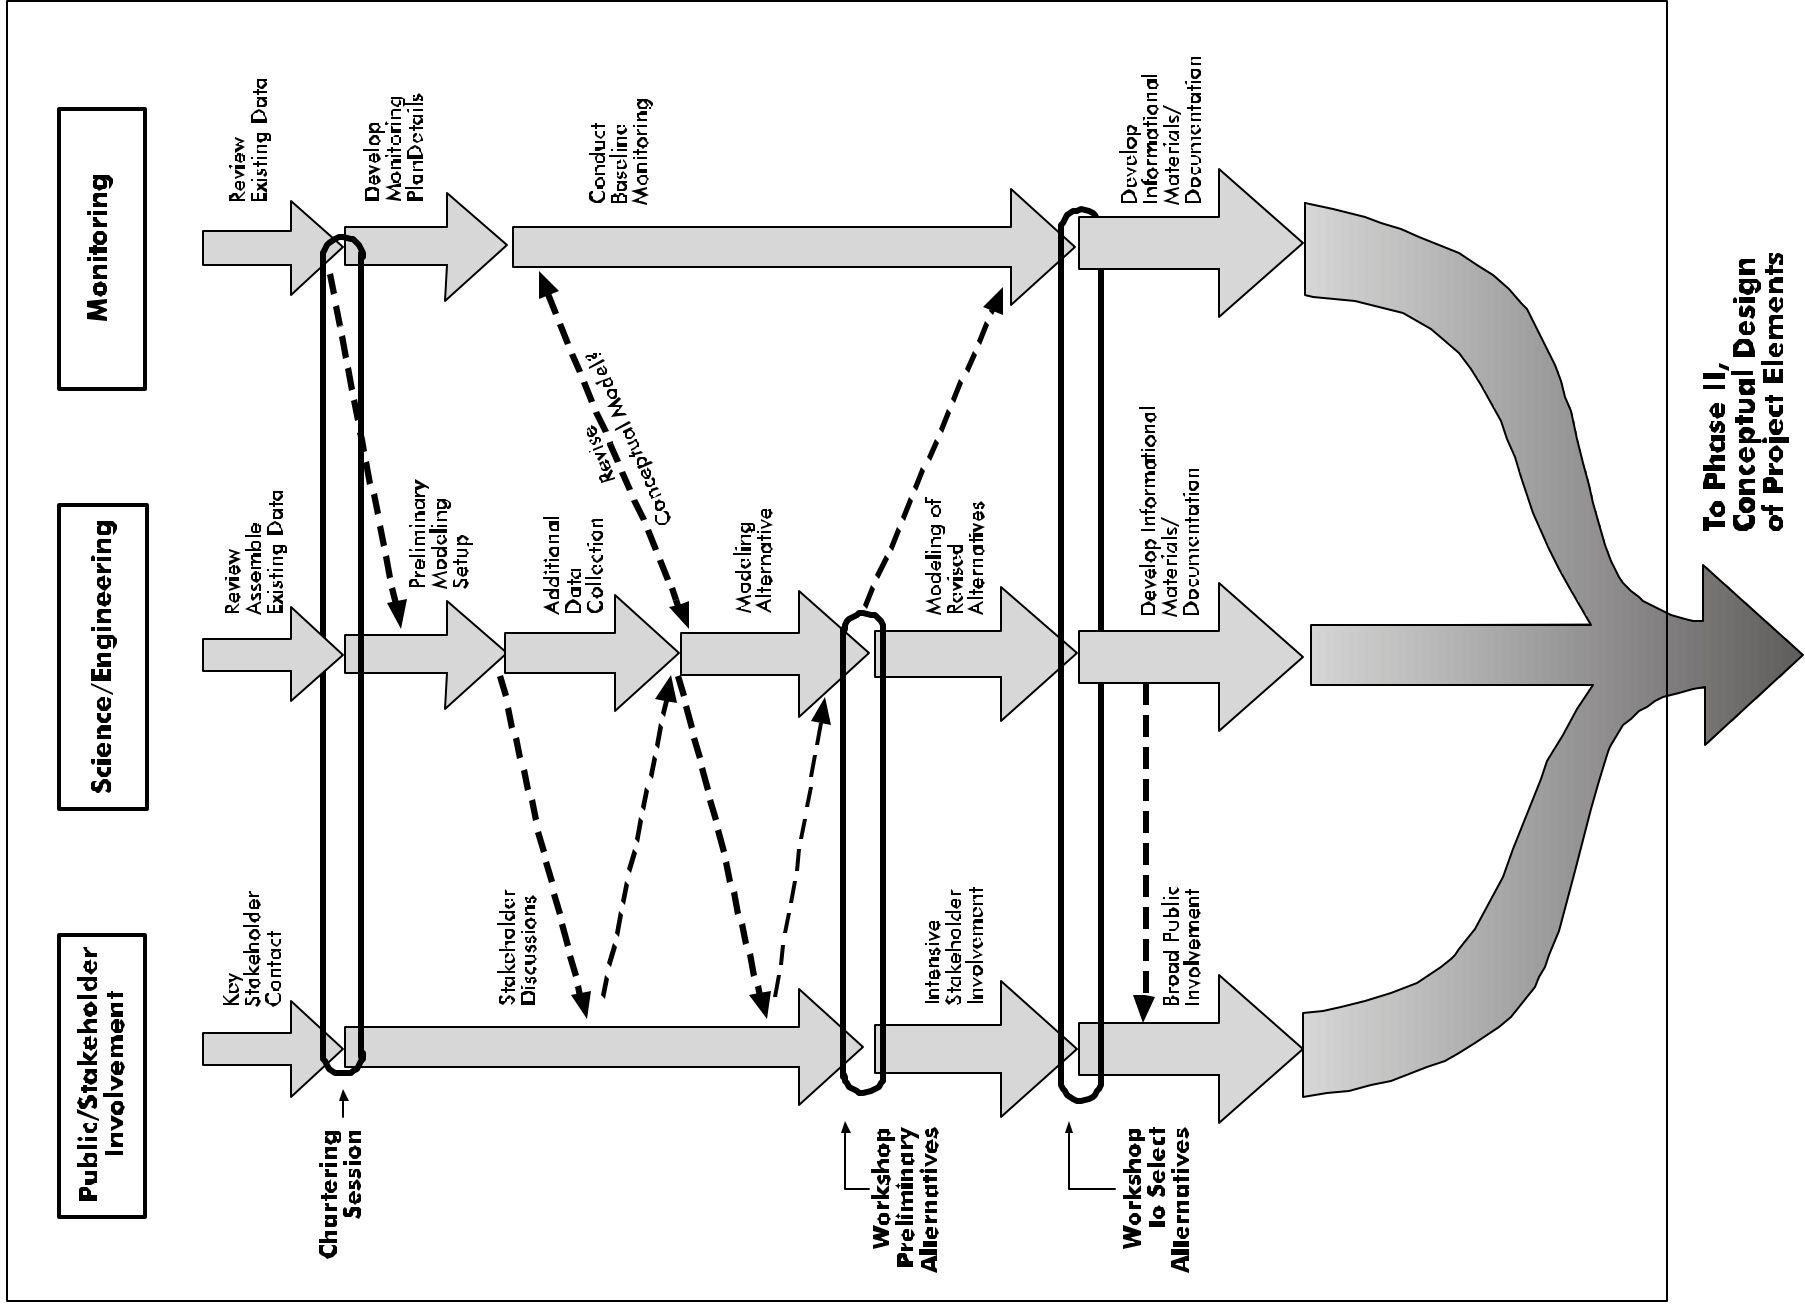 Public/Stakeholder
Involvement
Science/Engineering
Monitoring
Key
Stakeholder
Contact
Review
Assemble
Existing Data
Review
Existing Data
Chartering
Session
Develop
Monitoring
PlanDetails
Preliminary
Modeling
Setup
Stakeholder
Discussions
Additional
Data
Collection
Revise
Conceptual Model?
Conduct
Baseline
Monitoring
Modeling
Alternative
Workshop
Preliminary
Alternatives
Intensive
Stakeholder
Involvement
Modeling of
Revised
Alternatives
Workshop
To Select
Alternatives
Broad Public
Involvement
Develop Informational
Materials/
Documentation
Develop
Informational
Materials/
Documentation
To Phase II,
Conceptual Design
of Project Elements